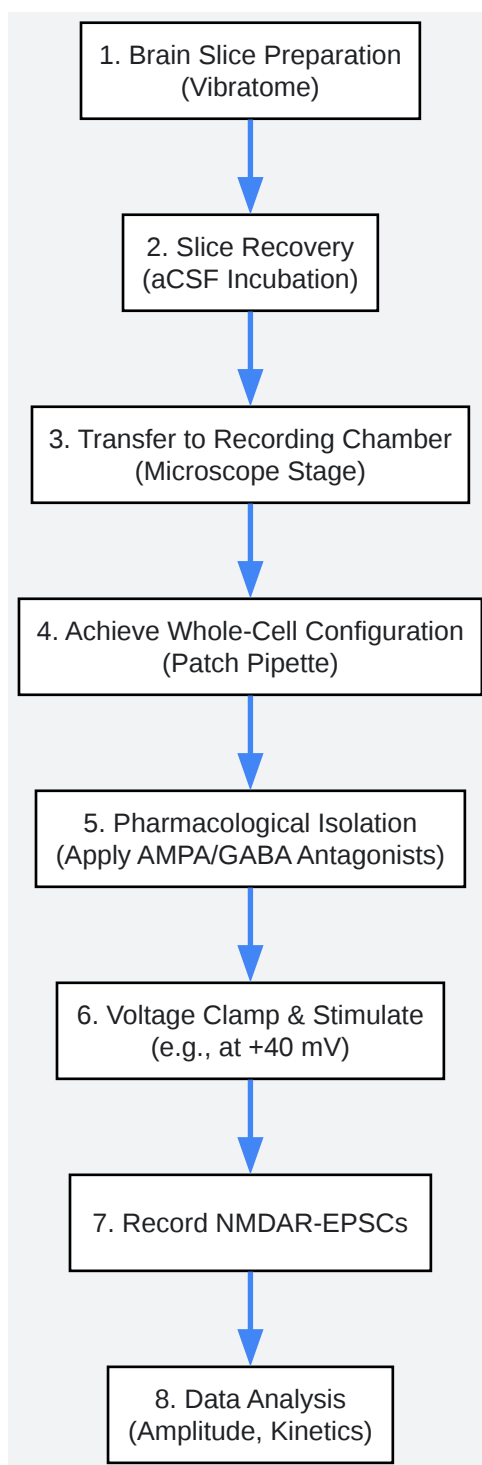 1. Brain Slice Preparation
(Vibratome)
2. Slice Recovery
(aCSF Incubation)
3. Transfer to Recording Chamber
(Microscope Stage)
4. Achieve Whole-Cell Configuration
(Patch Pipette)
5. Pharmacological Isolation
(Apply AMPA/GABA Antagonists)
6. Voltage Clamp & Stimulate
(e.g., at +40 mV)
7. Record NMDAR-EPSCs
8. Data Analysis
(Amplitude, Kinetics)